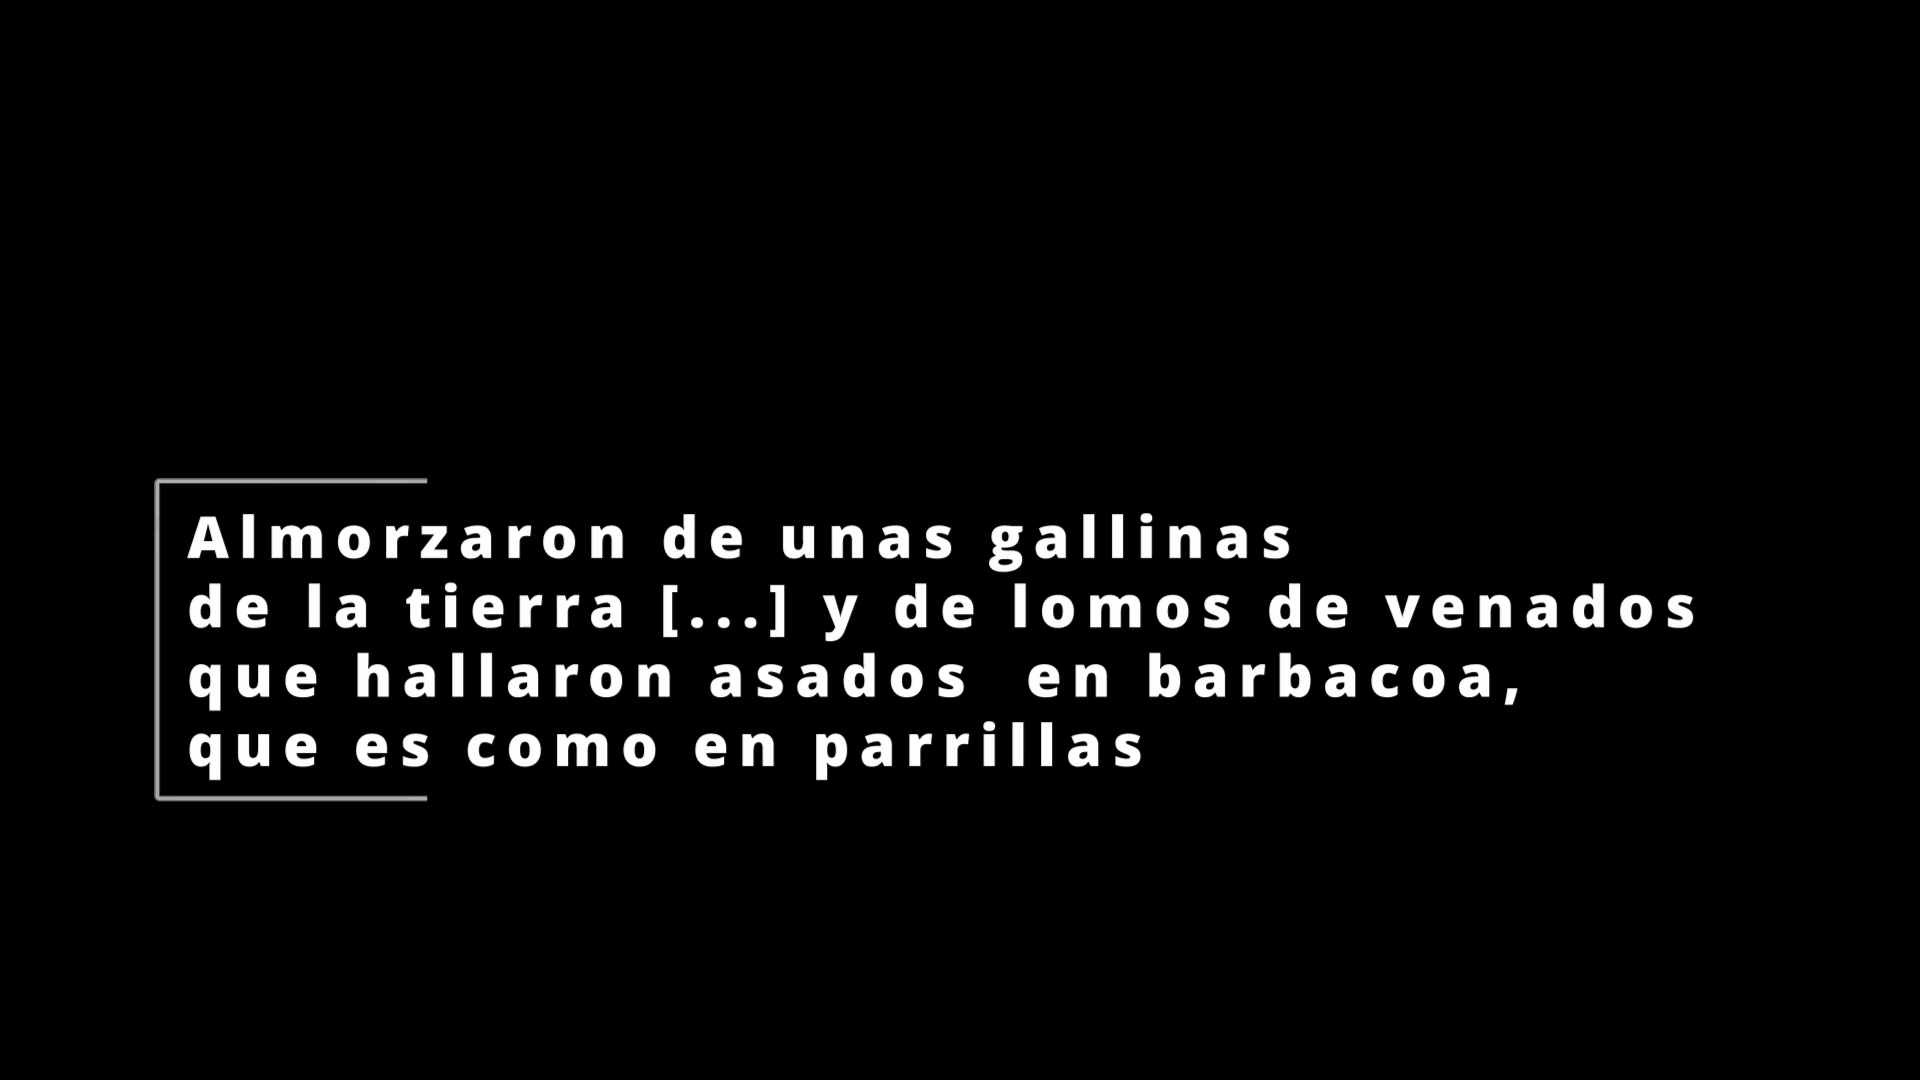 Almorzaron de unas gallinas
de la tierra [...] y de lomos de venados
que hallaron asados  en barbacoa,
que es como en parrillas